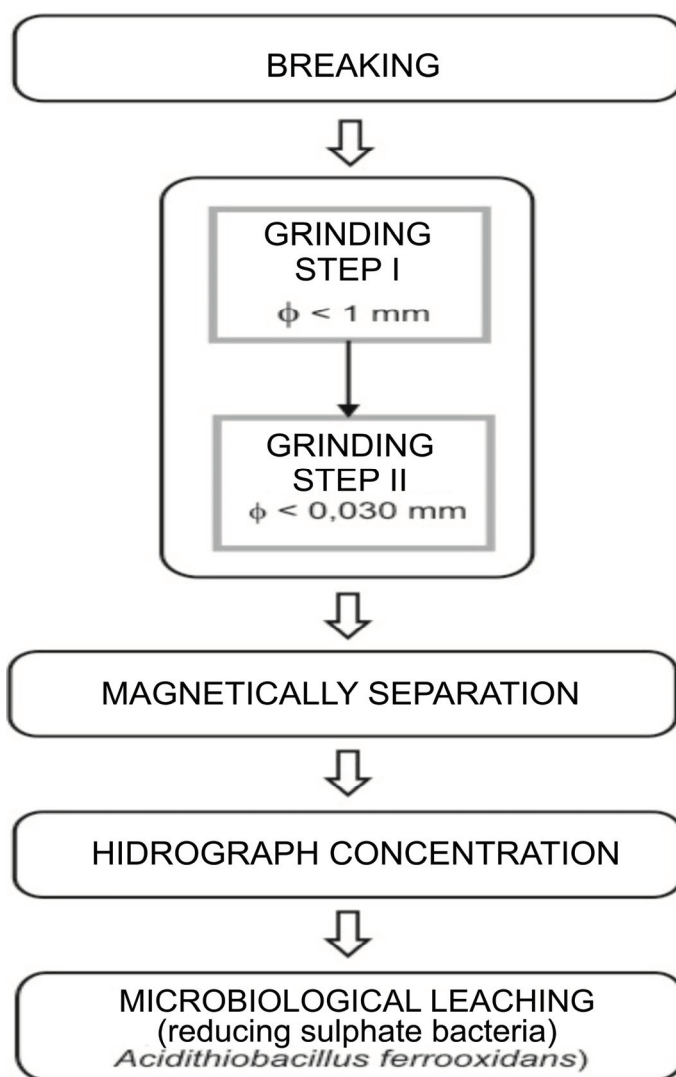 BREAKING
GRINDING
STEP I
ϕ < 1 mm
GRINDING
STEP II
ϕ < 0,030 mm
MAGNETICALLY SEPARATION
HIDROGRAPH CONCENTRATION
MICROBIOLOGICAL LEACHING
(reducing sulphate bacteria)
Acidithiobacillus ferrooxidans)